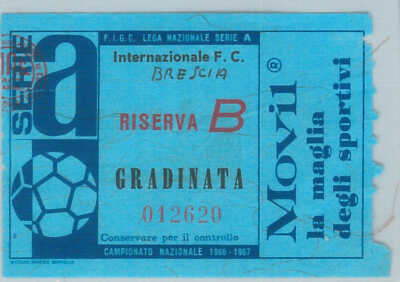 F.I.G.C. LEGA NAZIONALE SERIE A
SERIE
a
Internazionale F. C.
BRESCIA
RISERVA B
GRADINATA
012620
Conservare per il controllo
CAMPIONATO NAZIONALE 1966 - 1967
Movil®
la maglia
degli sportivi